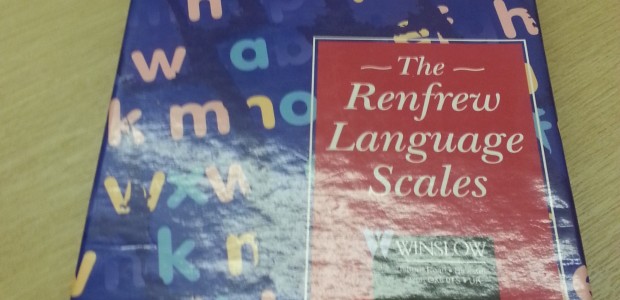 The
Renfrew
Language
Scales
WINSLOW
h
w a
k m
w x w
k n